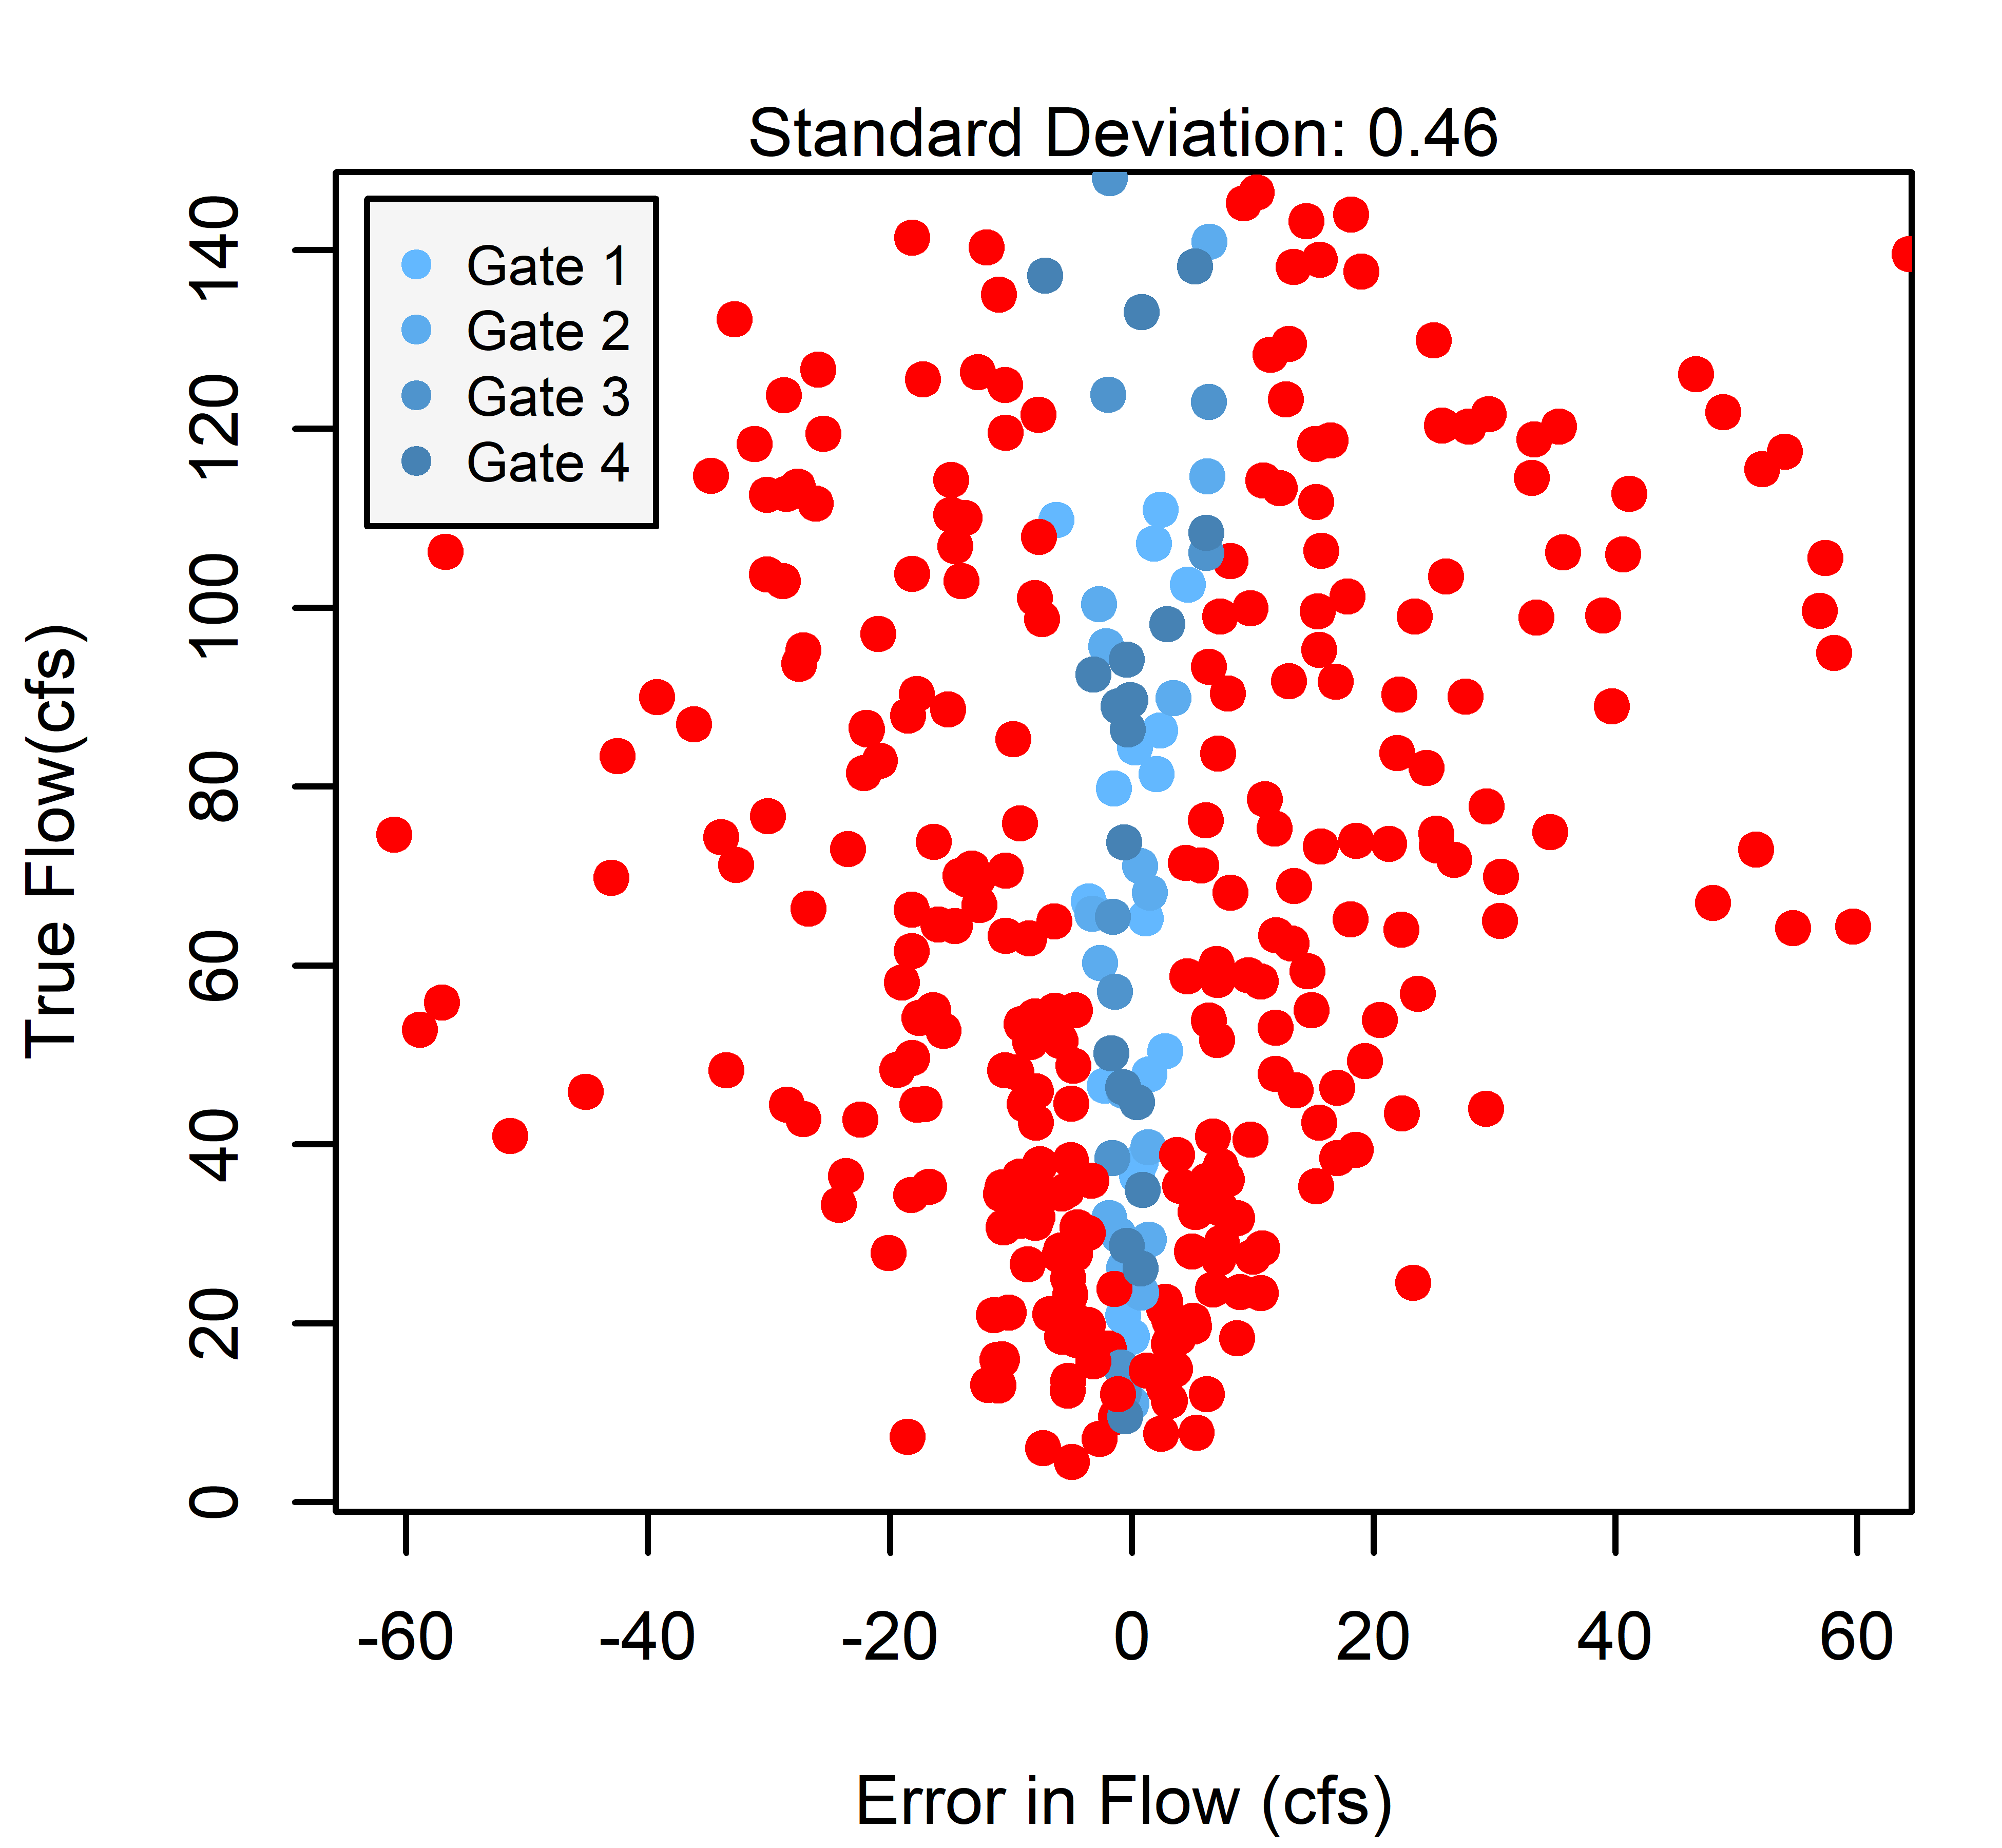 Standard Deviation: 0.46
Gate 1
Gate 2
Gate 3
Gate 4
True Flow(cfs)
140
120
100
80
60
40
20
0
-60 -40 -20 0 20 40 60
Error in Flow (cfs)